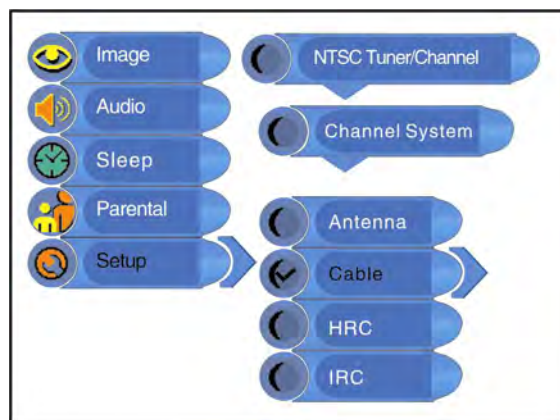 Image
Audio
Sleep
Parental
Setup
NTSC Tuner/Channel
Channel System
Antenna
Cable
HRC
IRC